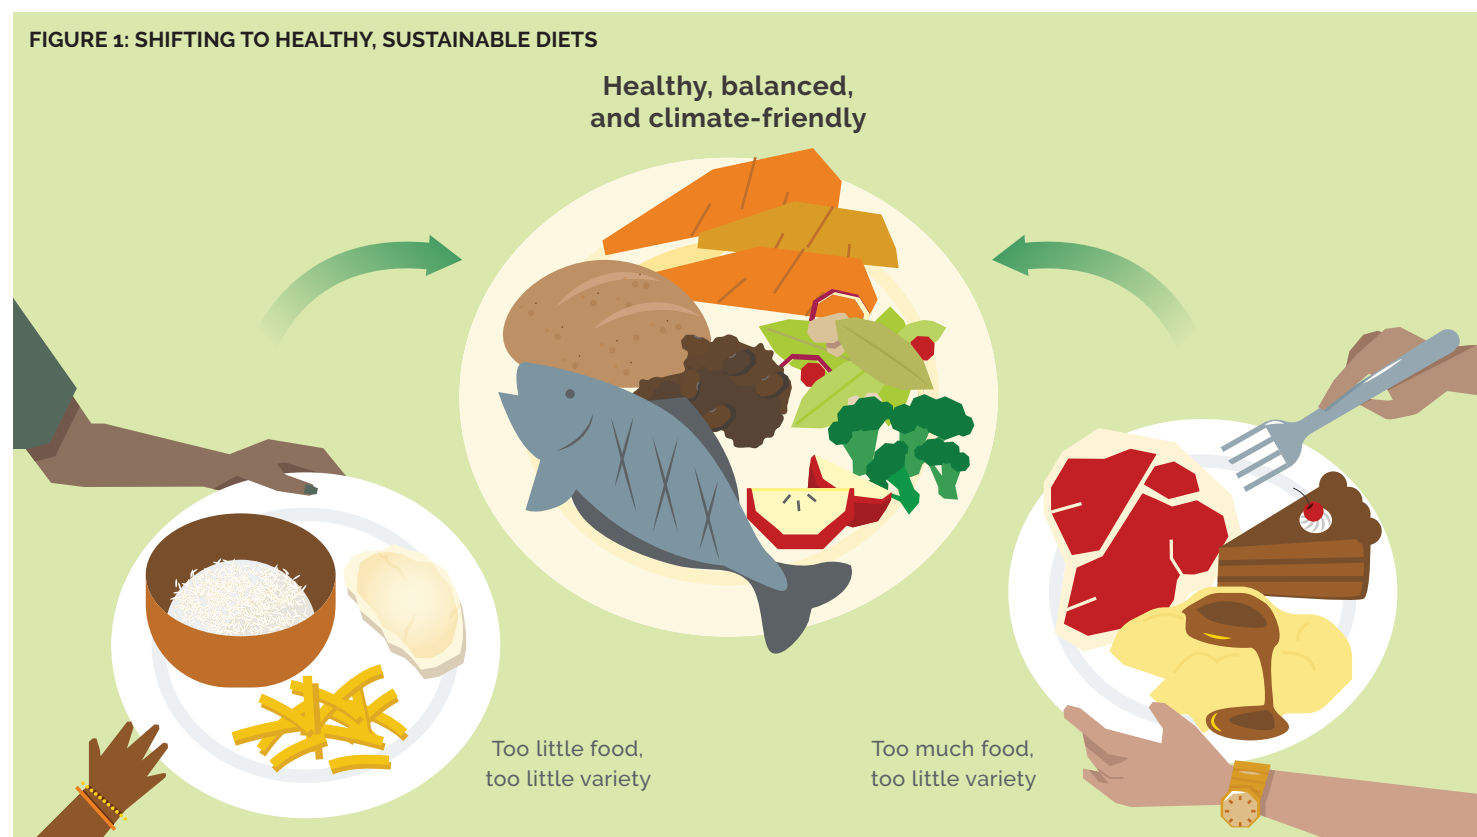 FIGURE 1: SHIFTING TO HEALTHY, SUSTAINABLE DIETS
Healthy, balanced,
and climate-friendly
Too little food,
too little variety
Too much food,
too little variety